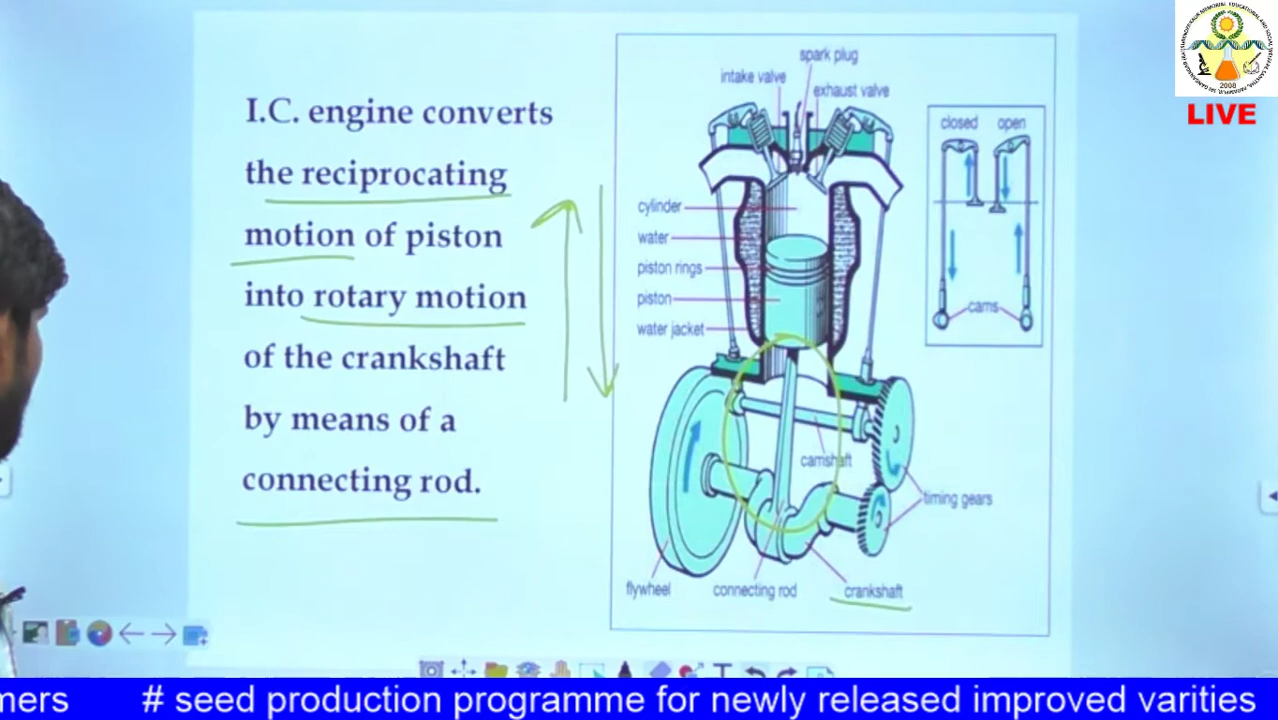 I.C. engine converts
the reciprocating
motion of piston
into rotary motion
of the crankshaft
by means of a
connecting rod.
spark plug
intake valve
exhaust valve
cylinder
water
piston rings
piston
water jacket
camshaft
timing gears
flywheel
connecting rod
crankshaft
closed open
cams
2008
LIVE
mers # seed production programme for newly released improved varities